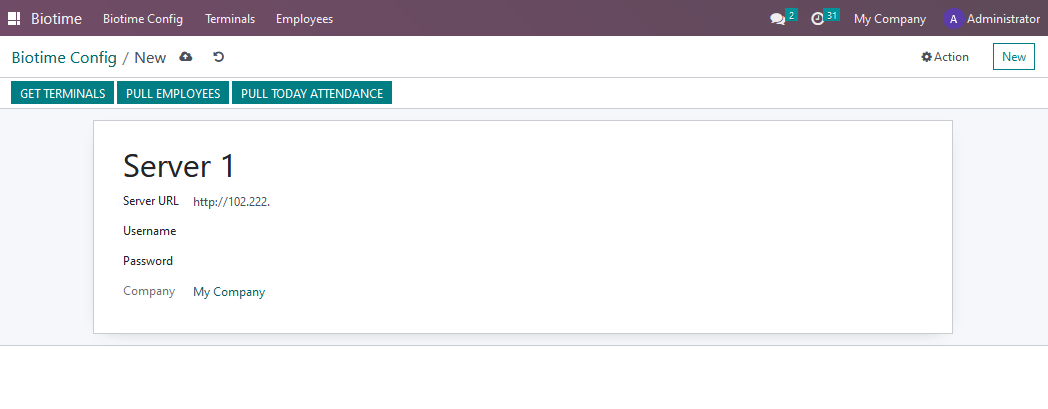 Biotime Biotime Config Terminals Employees 2 31 My Company A Administrator
Biotime Config / New Action New
GET TERMINALS PULL EMPLOYEES PULL TODAY ATTENDANCE
Server 1
Server URL http://102.222.
Username
Password
Company My Company